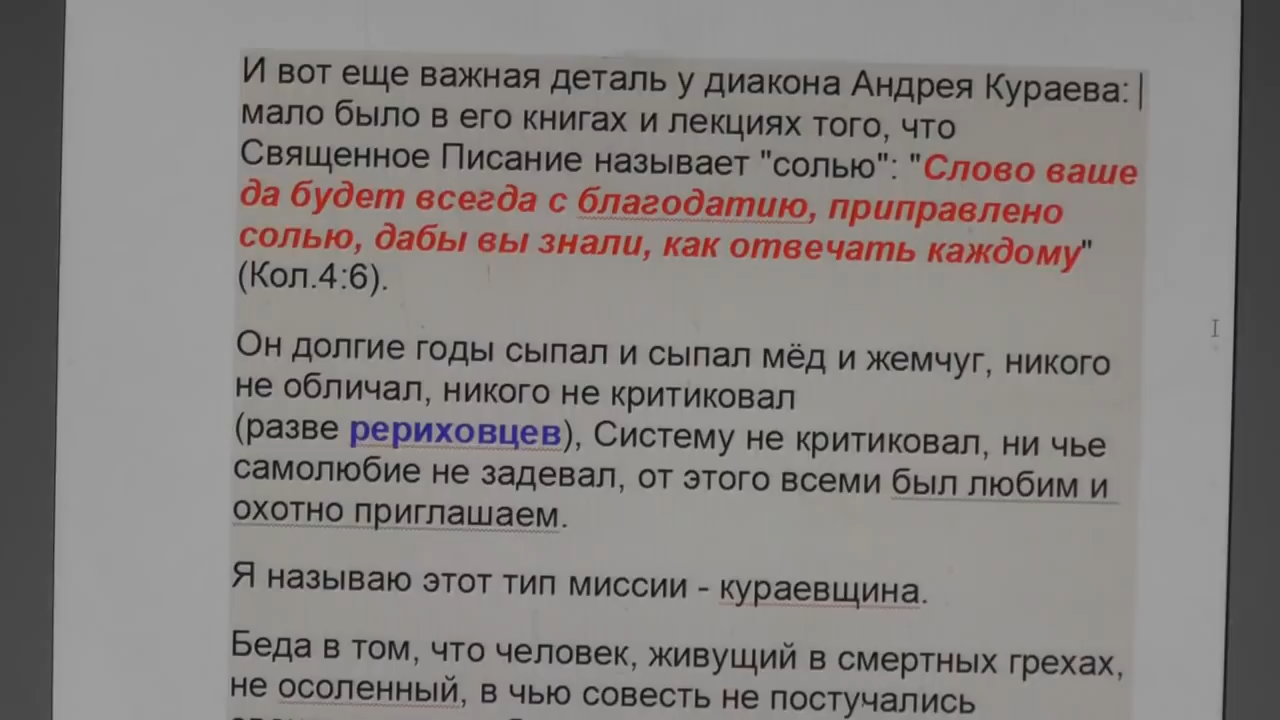 И вот еще важная деталь у диакона Андрея Кураева:
мало было в его книгах и лекциях того, что
Священное Писание называет "солью": "Слово ваше
да будет всегда с благодатию, приправлено
солью, дабы вы знали, как отвечать каждому"
(Кол.4:6).
Он долгие годы сыпал и сыпал мёд и жемчуг, никого
не обличал, никого не критиковал
(разве рериховцев), Систему не критиковал, ни чье
самолюбие не задевал, от этого всеми был любим и
охотно приглашаем.
Я называю этот тип миссии - кураевщина.
Беда в том, что человек, живущий в смертных грехах,
не осоленный, в чью совесть не постучались